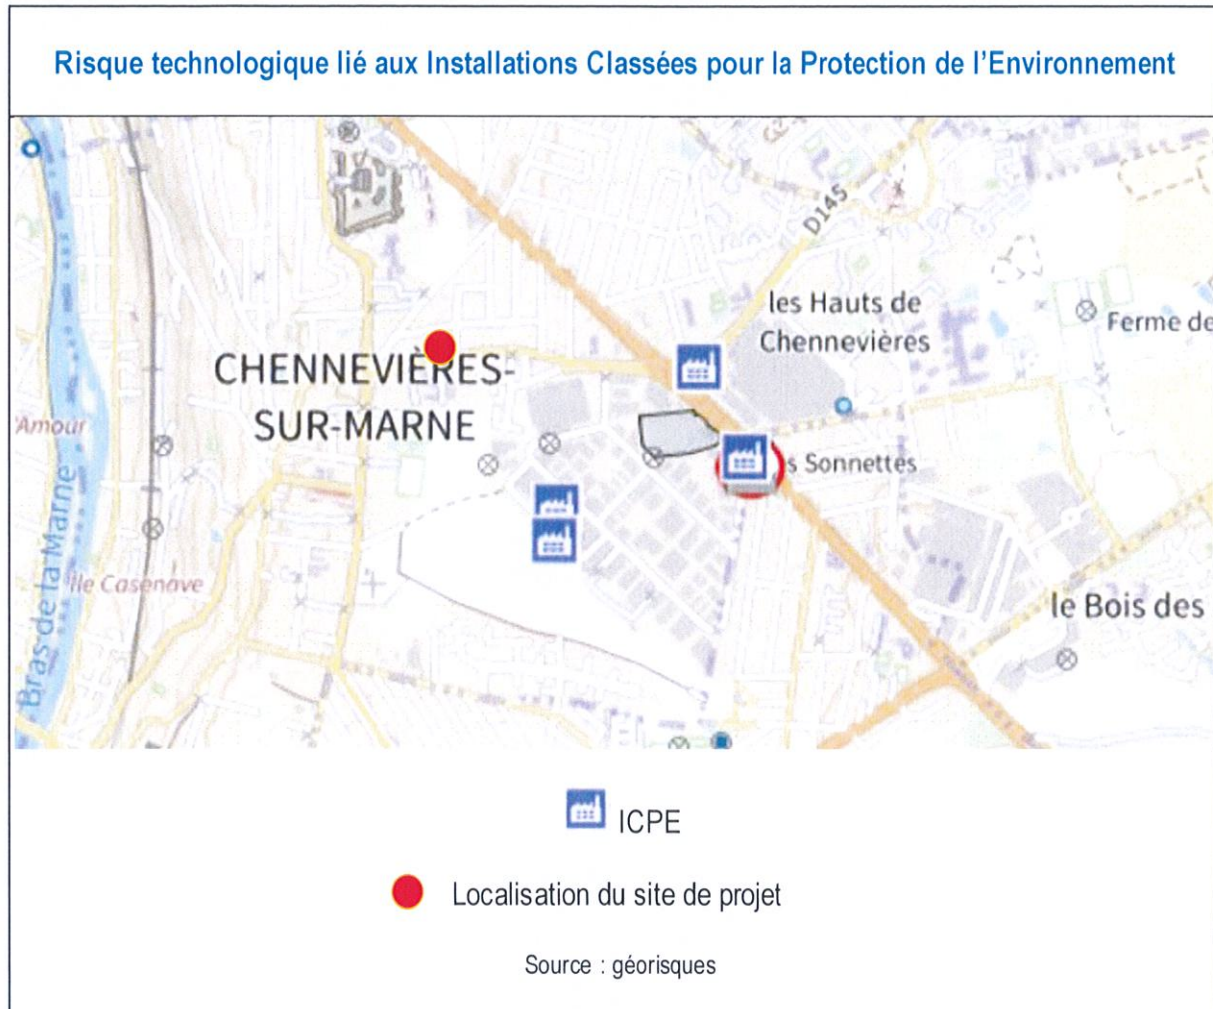 Risque technologique lié aux Installations Classées pour la Protection de l'Environnement
D145
les Hauts de
Chennevières
Ferme de
CHENNEVIÈRES-
SUR-MARNE
'Amour
s Sonnettes
Bras de la Marne
Île Casenave
le Bois des
ICPE
Localisation du site de projet
Source : géorisques